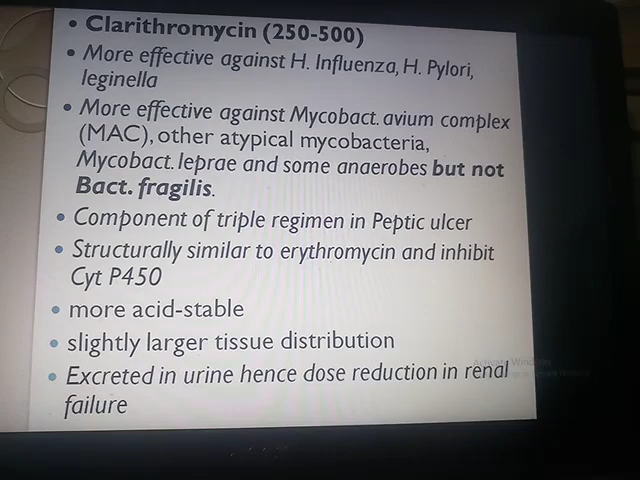 • Clarithromycin (250-500)
• More effective against H. Influenza, H. Pylori,
leginella
• More effective against Mycobact. avium complex
(MAC), other atypical mycobacteria,
Mycobact. leprae and some anaerobes but not
Bact. fragilis.
• Component of triple regimen in Peptic ulcer
• Structurally similar to erythromycin and inhibit
Cyt P450
• more acid-stable
• slightly larger tissue distribution
Activate Windows
• Excreted in urine hence dose reduction in renal
failure